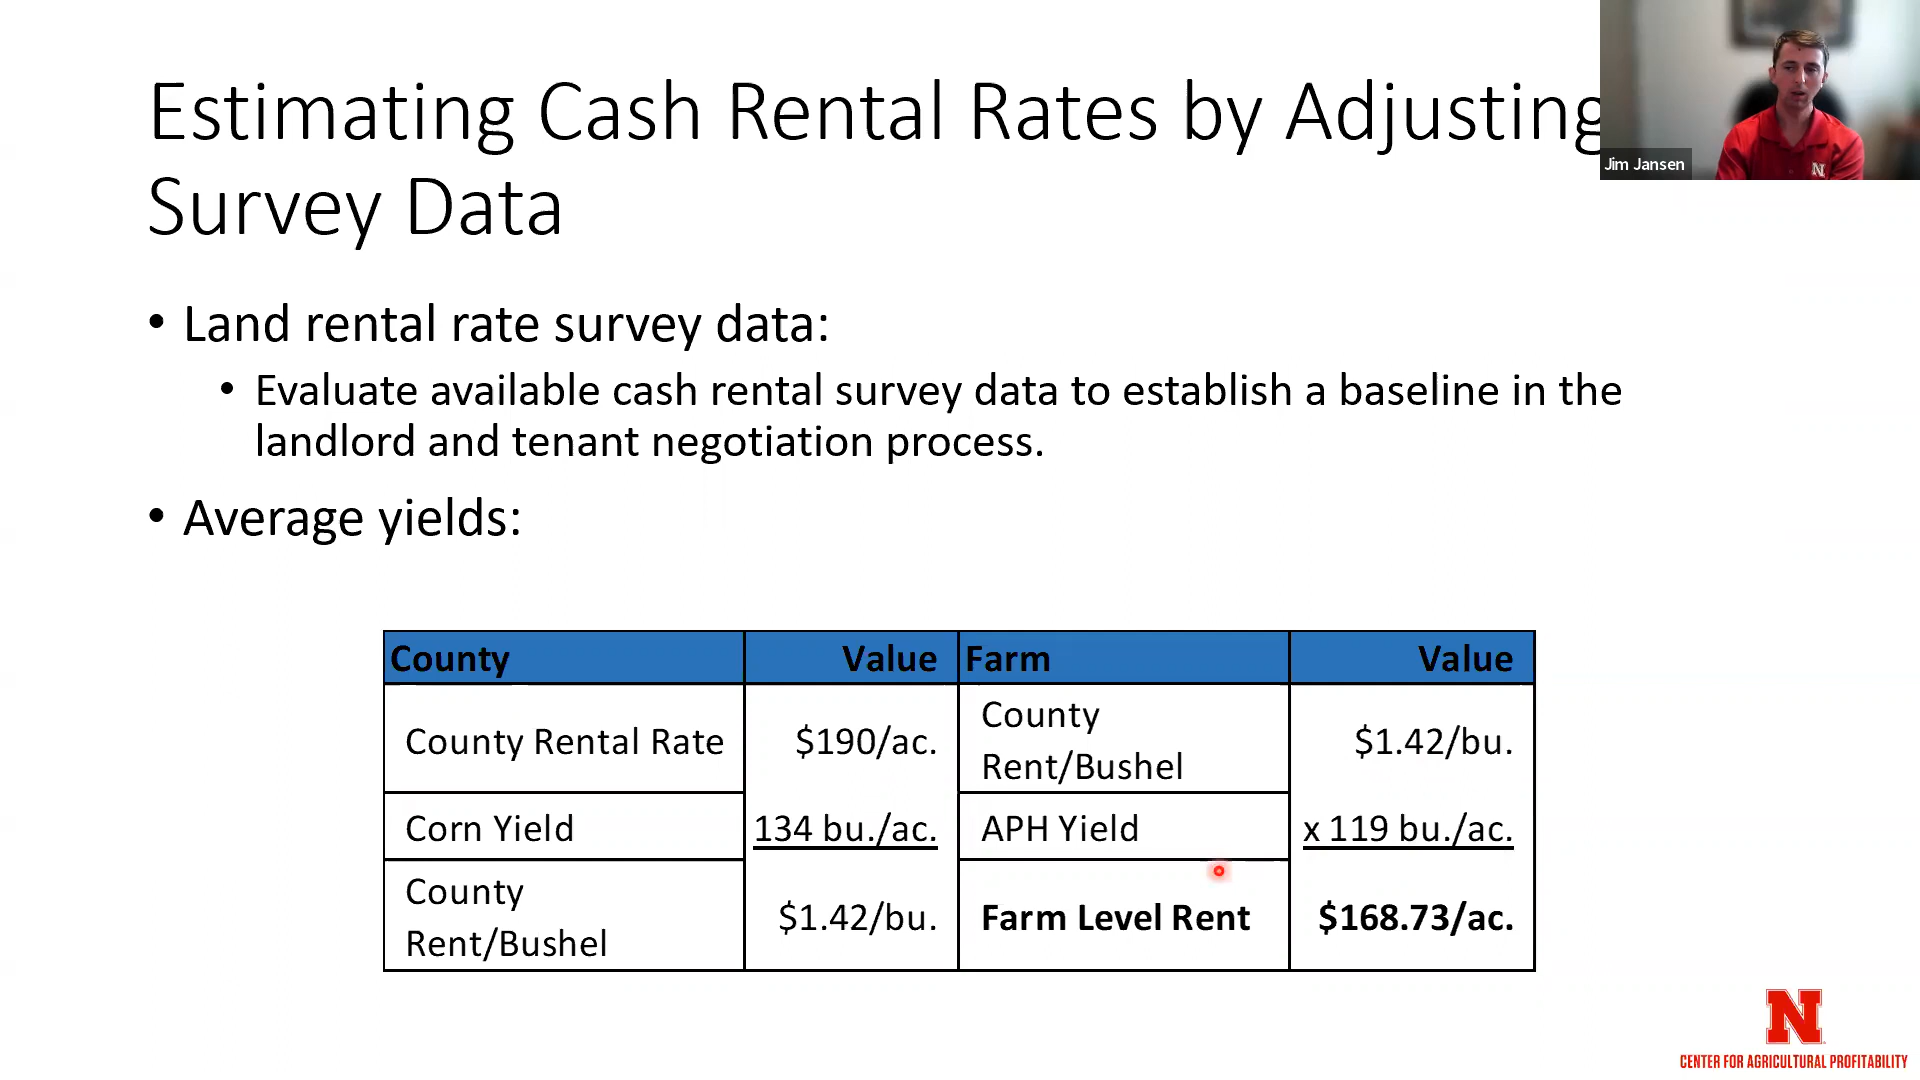 Estimating Cash Rental Rates by Adjusting
Survey Data
Jim Jansen
N
• Land rental rate survey data:
• Evaluate available cash rental survey data to establish a baseline in the
landlord and tenant negotiation process.
• Average yields:
County Value Farm Value
County Rental Rate $190/ac. County Rent/Bushel $1.42/bu.
Corn Yield 134 bu./ac. APH Yield x 119 bu./ac.
County Rent/Bushel $1.42/bu. Farm Level Rent $168.73/ac.
N
CENTER FOR AGRICULTURAL PROFITABILITY